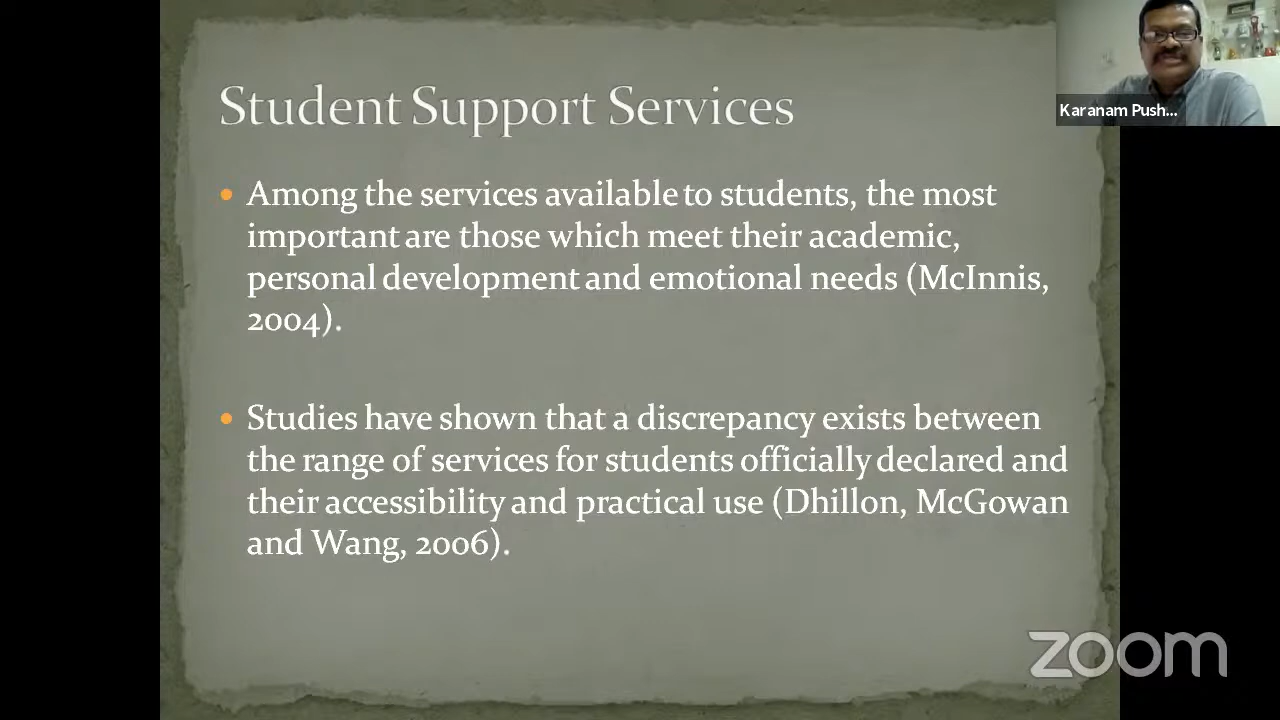 Student Support Services
Karanam Push...
Among the services available to students, the most
important are those which meet their academic,
personal development and emotional needs (McInnis,
2004).
Studies have shown that a discrepancy exists between
the range of services for students officially declared and
their accessibility and practical use (Dhillon, McGowan
and Wang, 2006).
zoom